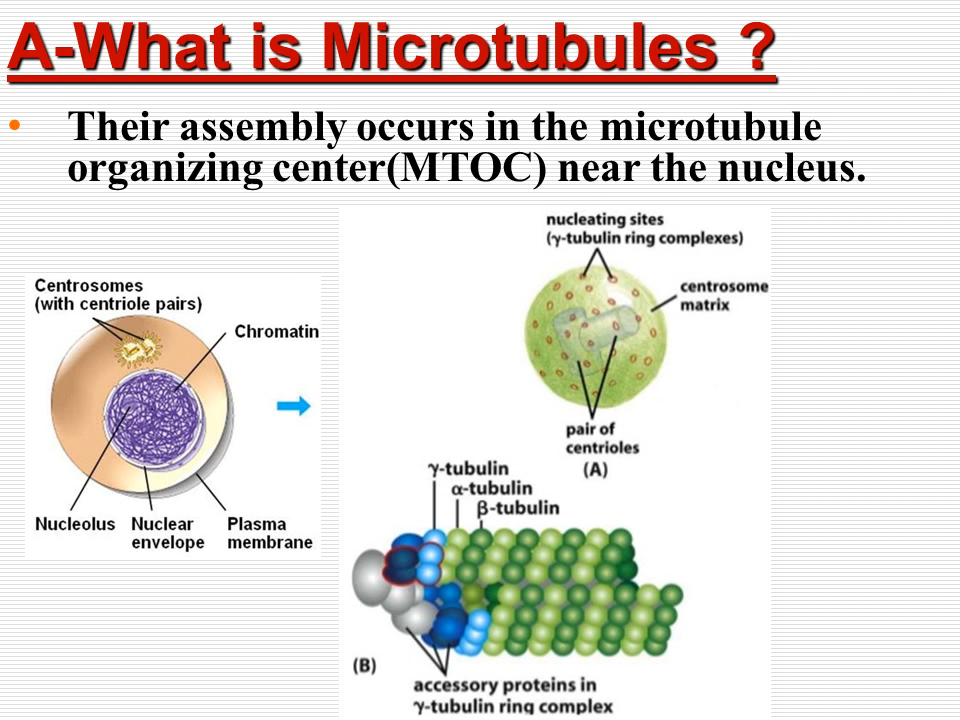 A-What is Microtubules ?
• Their assembly occurs in the microtubule
organizing center(MTOC) near the nucleus.
Centrosomes
(with centriole pairs)
Chromatin
Nucleolus
Nuclear
envelope
Plasma
membrane
nucleating sites
(γ-tubulin ring complexes)
centrosome
matrix
pair of
centrioles
(A)
γ-tubulin
α-tubulin
β-tubulin
(B)
accessory proteins in
γ-tubulin ring complex